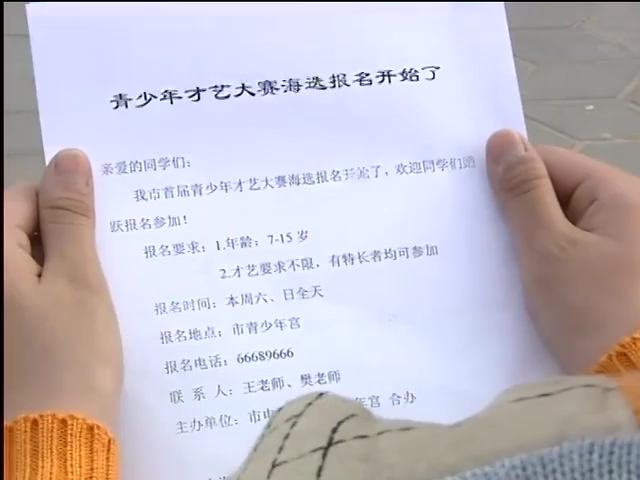 青少年才艺大赛海选报名开始了
亲爱的同学们：
我市首届青少年才艺大赛海选报名开始了，欢迎同学们踊
跃报名参加！
报名要求：1.年龄：7-15 岁
2.才艺要求不限，有特长者均可参加
报名时间：本周六、日全天
报名地点：市青少年宫
报名电话：66689666
联 系 人：王老师、樊老师
主办单位：市电 年宫 合办